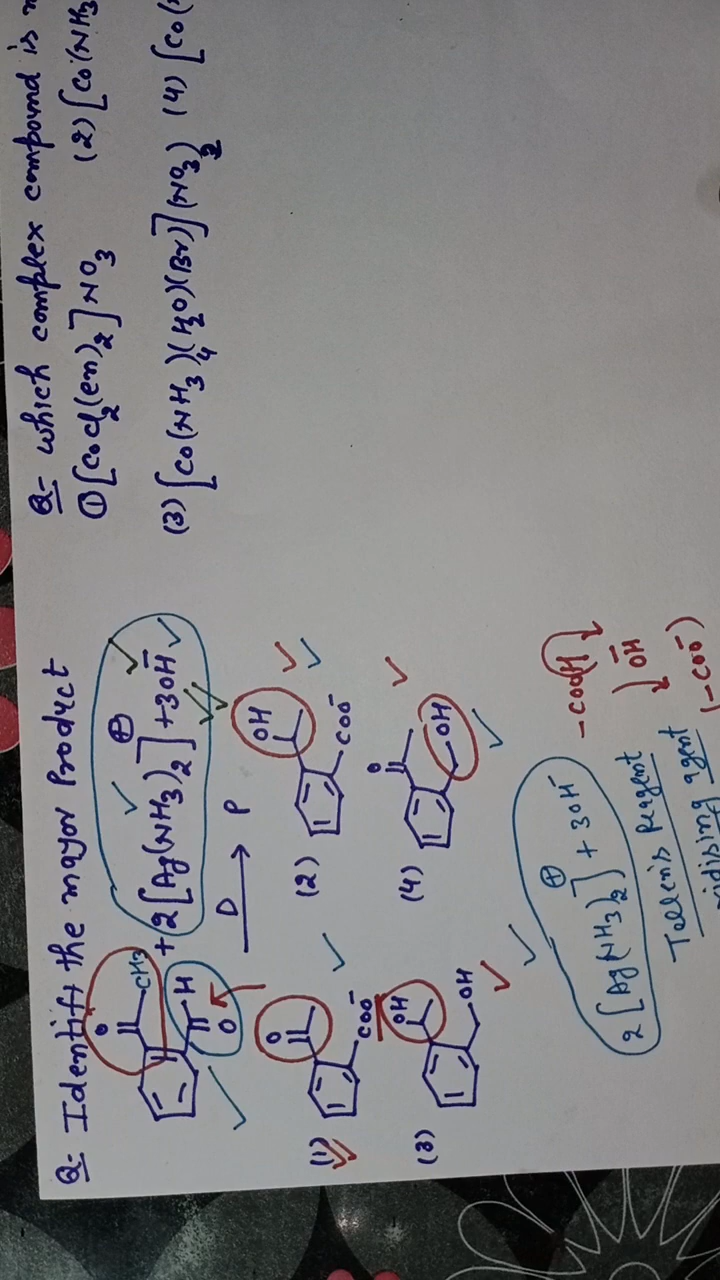 Q- Identify the major Product
O
CH3
H
O
+ 2[Ag(NH3)2]⊕ + 3OH-
Δ
→ P
(1)
O
COO-
(2)
OH
COO-
(3)
OH
OH
(4)
O
OH
2[Ag(NH3)2]⊕ + 3OH-
Tollen's Reagent
agent
-COOH
OH-
(-COO-)
Q- which complex compound is
① [CoCl2(en)2]NO3
(2) [Co(NH3
(3) [Co(NH3)4(H2O)(Br)](NO3)2
(4) [Co(